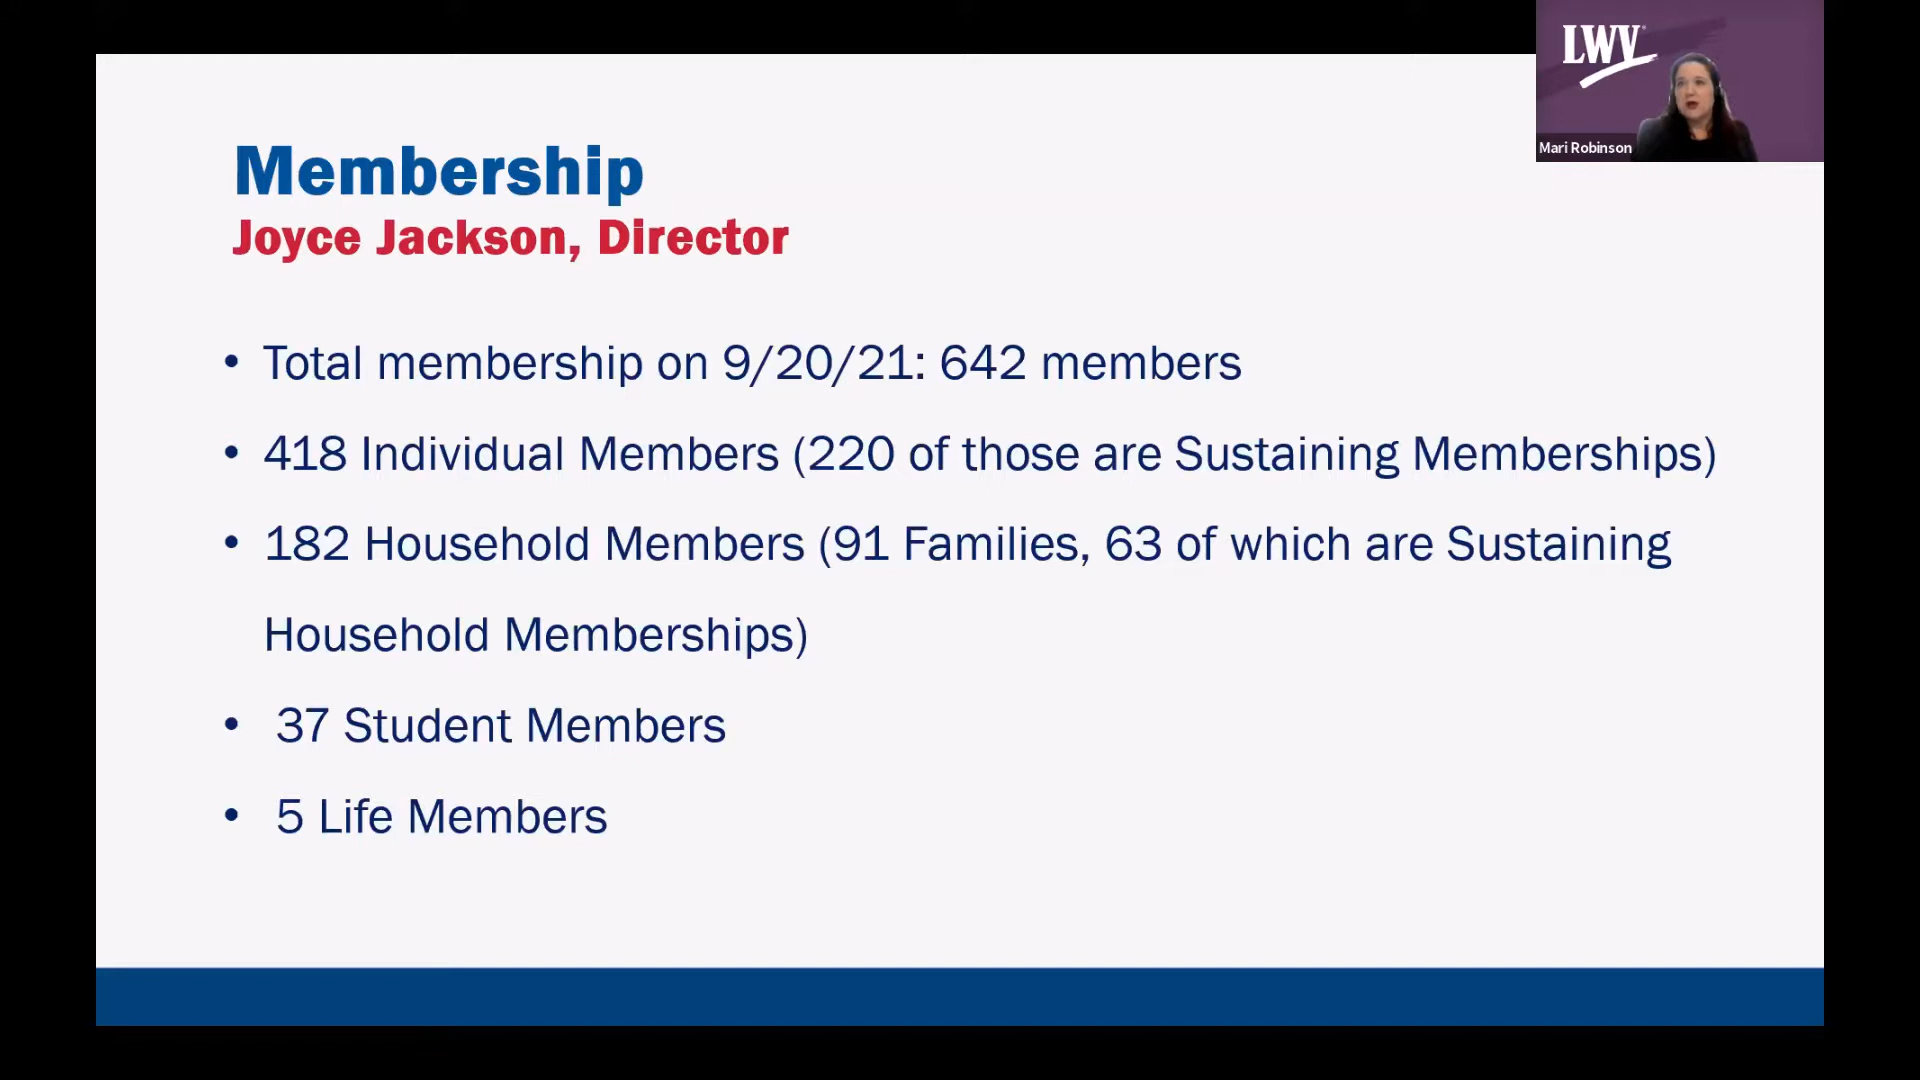 LWV
Mari Robinson
Membership
Joyce Jackson, Director
• Total membership on 9/20/21: 642 members
• 418 Individual Members (220 of those are Sustaining Memberships)
• 182 Household Members (91 Families, 63 of which are Sustaining
Household Memberships)
• 37 Student Members
• 5 Life Members